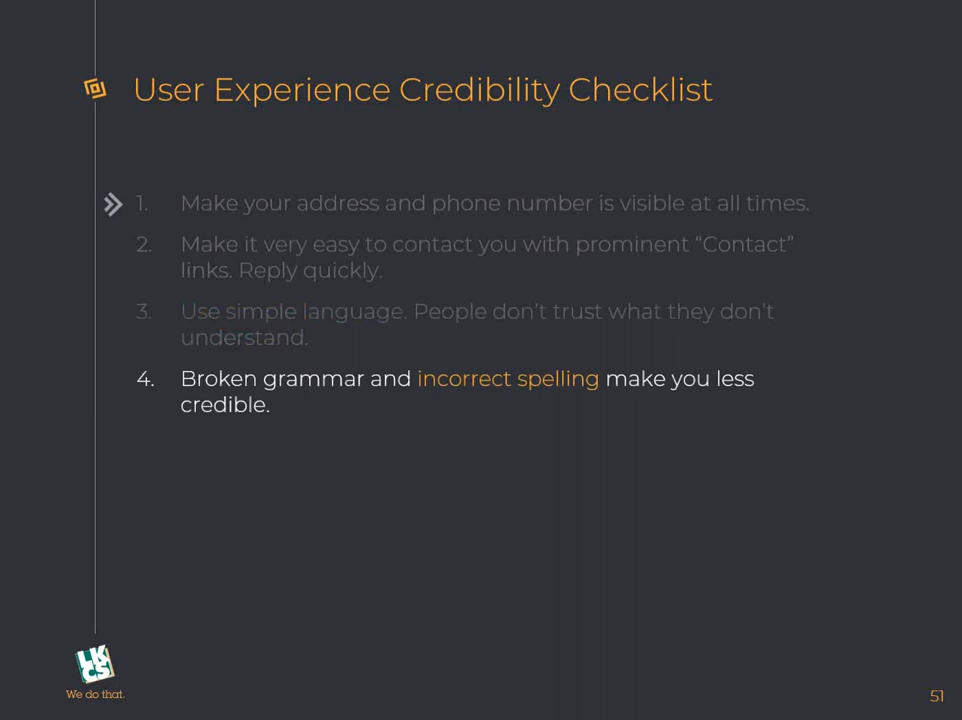 User Experience Credibility Checklist
1. Make your address and phone number is visible at all times.
2. Make it very easy to contact you with prominent “Contact”
links. Reply quickly.
3. Use simple language. People don’t trust what they don’t
understand.
4. Broken grammar and incorrect spelling make you less
credible.
LK
CS
We do that.
51